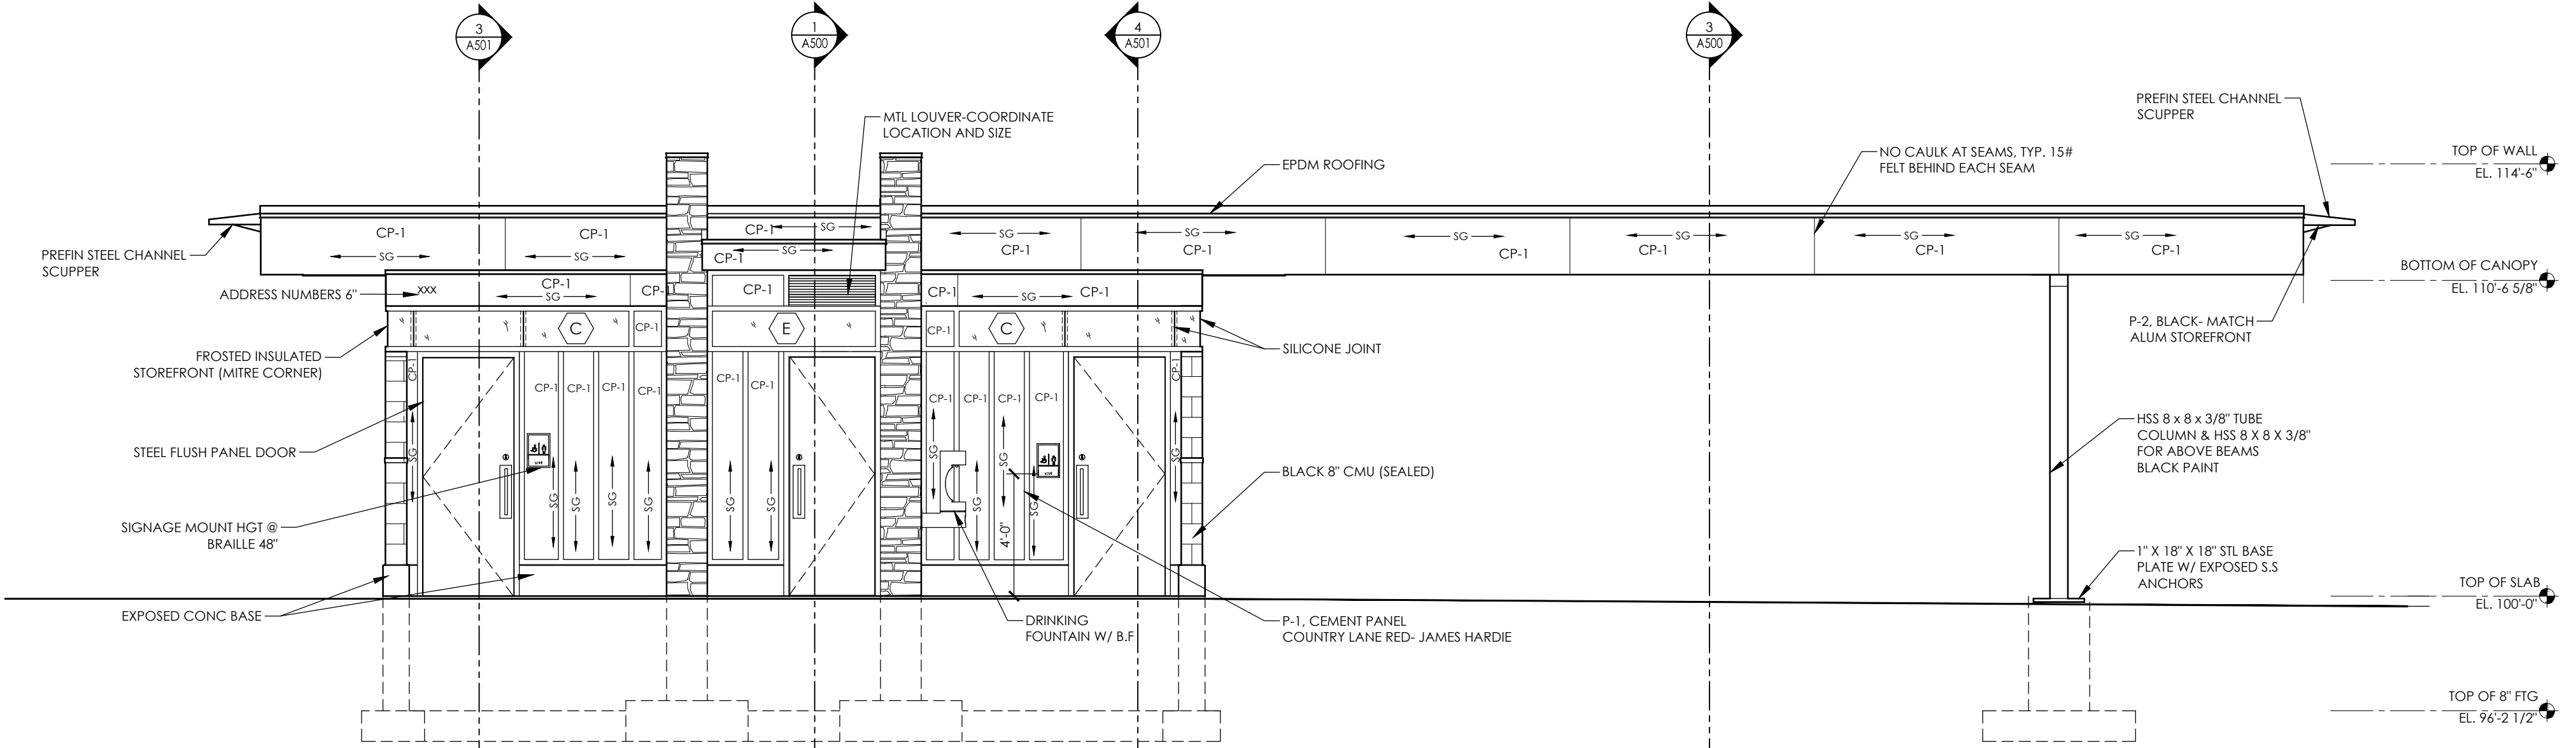 3
A501
1
A500
4
A501
3
A500
MTL LOUVER-COORDINATE
LOCATION AND SIZE
EPDM ROOFING
NO CAULK AT SEAMS, TYP. 15#
FELT BEHIND EACH SEAM
PREFIN STEEL CHANNEL
SCUPPER
TOP OF WALL
EL. 114'-6"
PREFIN STEEL CHANNEL
SCUPPER
CP-1
SG
CP-1
SG
CP-1
SG
SG
CP-1
SG
CP-1
SG
CP-1
SG
CP-1
SG
CP-1
SG
CP-1
SG
CP-1
BOTTOM OF CANOPY
EL. 110'-6 5/8"
ADDRESS NUMBERS 6"
XXX
CP-1
SG
CP-1
CP-1
CP-1
SG
CP-1
FROSTED INSULATED
STOREFRONT (MITRE CORNER)
C
CP-1
E
CP-1
C
SILICONE JOINT
P-2, BLACK- MATCH
ALUM STOREFRONT
CP-1
CP-1
CP-1
CP-1
CP-1
CP-1
CP-1
CP-1
CP-1
CP-1
CP-1
CP-1
SG
SG
SG
SG
SG
SG
SG
SG
SG
SG
SG
SG
STEEL FLUSH PANEL DOOR
SIGNAGE MOUNT HGT @
BRAILLE 48"
4'-0"
BLACK 8" CMU (SEALED)
HSS 8 x 8 x 3/8" TUBE
COLUMN & HSS 8 X 8 X 3/8"
FOR ABOVE BEAMS
BLACK PAINT
1" X 18" X 18" STL BASE
PLATE W/ EXPOSED S.S
ANCHORS
TOP OF SLAB
EL. 100'-0"
EXPOSED CONC BASE
DRINKING
FOUNTAIN W/ B.F
P-1, CEMENT PANEL
COUNTRY LANE RED- JAMES HARDIE
TOP OF 8" FTG
EL. 96'-2 1/2"